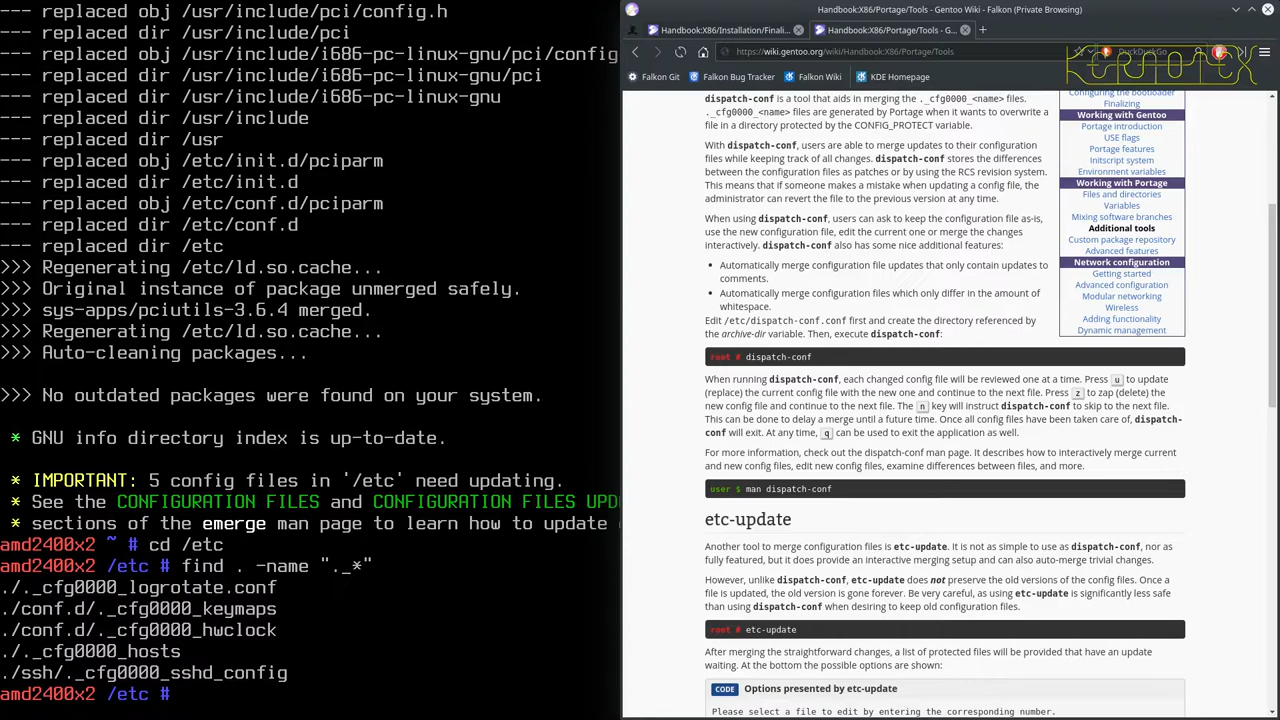 --- replaced obj /usr/include/pci/config.h
--- replaced dir /usr/include/pci
--- replaced obj /usr/include/i686-pc-linux-gnu/pci/config
--- replaced dir /usr/include/i686-pc-linux-gnu/pci
--- replaced dir /usr/include/i686-pc-linux-gnu
--- replaced dir /usr/include
--- replaced dir /usr
--- replaced obj /etc/init.d/pciparm
--- replaced dir /etc/init.d
--- replaced obj /etc/conf.d/pciparm
--- replaced dir /etc/conf.d
--- replaced dir /etc
>>> Regenerating /etc/ld.so.cache...
>>> Original instance of package unmerged safely.
>>> sys-apps/pciutils-3.6.4 merged.
>>> Regenerating /etc/ld.so.cache...
>>> Auto-cleaning packages...
>>> No outdated packages were found on your system.
* GNU info directory index is up-to-date.
* IMPORTANT: 5 config files in '/etc' need updating.
* See the CONFIGURATION FILES and CONFIGURATION FILES UPD
* sections of the emerge man page to learn how to update
amd2400x2 ~ # cd /etc
amd2400x2 /etc # find . -name "._*"
./._cfg0000_logrotate.conf
./conf.d/._cfg0000_keymaps
./conf.d/._cfg0000_hwclock
./._cfg0000_hosts
./ssh/._cfg0000_sshd_config
amd2400x2 /etc #
Handbook:X86/Portage/Tools - Gentoo Wiki - Falkon (Private Browsing)
Handbook:X86/Installation/Finali...
Handbook:X86/Portage/Tools - G...
https://wiki.gentoo.org/wiki/Handbook:X86/Portage/Tools
DuckDuckGo
Falkon Git
Falkon Bug Tracker
Falkon Wiki
KDE Homepage
dispatch-conf is a tool that aids in merging the ._cfg0000_<name> files.
._cfg0000_<name> files are generated by Portage when it wants to overwrite a
file in a directory protected by the CONFIG_PROTECT variable.
With dispatch-conf, users are able to merge updates to their configuration
files while keeping track of all changes. dispatch-conf stores the differences
between the configuration files as patches or by using the RCS revision system.
This means that if someone makes a mistake when updating a config file, the
administrator can revert the file to the previous version at any time.
When using dispatch-conf, users can ask to keep the configuration file as-is,
use the new configuration file, edit the current one or merge the changes
interactively. dispatch-conf also has some nice additional features:
• Automatically merge configuration file updates that only contain updates to
comments.
• Automatically merge configuration files which only differ in the amount of
whitespace.
Edit /etc/dispatch-conf.conf first and create the directory referenced by
the archive-dir variable. Then, execute dispatch-conf:
root # dispatch-conf
When running dispatch-conf, each changed config file will be reviewed one at a time. Press u to update
(replace) the current config file with the new one and continue to the next file. Press z to zap (delete) the
new config file and continue to the next file. The n key will instruct dispatch-conf to skip to the next file.
This can be done to delay a merge until a future time. Once all config files have been taken care of, dispatch-
conf will exit. At any time, q can be used to exit the application as well.
For more information, check out the dispatch-conf man page. It describes how to interactively merge current
and new config files, edit new config files, examine differences between files, and more.
user $ man dispatch-conf
etc-update
Another tool to merge configuration files is etc-update. It is not as simple to use as dispatch-conf, nor as
fully featured, but it does provide an interactive merging setup and can also auto-merge trivial changes.
However, unlike dispatch-conf, etc-update does not preserve the old versions of the config files. Once a
file is updated, the old version is gone forever. Be very careful, as using etc-update is significantly less safe
than using dispatch-conf when desiring to keep old configuration files.
root # etc-update
After merging the straightforward changes, a list of protected files will be provided that have an update
waiting. At the bottom the possible options are shown:
CODE Options presented by etc-update
Please select a file to edit by entering the corresponding number.
Configuring the bootloader
Finalizing
Working with Gentoo
Portage introduction
USE flags
Portage features
Initscript system
Environment variables
Working with Portage
Files and directories
Variables
Mixing software branches
Additional tools
Custom package repository
Advanced features
Network configuration
Getting started
Advanced configuration
Modular networking
Wireless
Adding functionality
Dynamic management